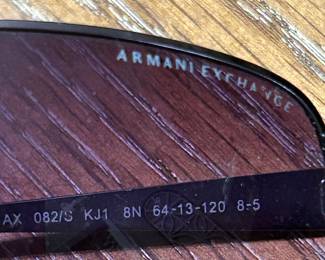 ARMANI EXCHANGE
AX 082/S KJ1 8N 64-13-120 8-5